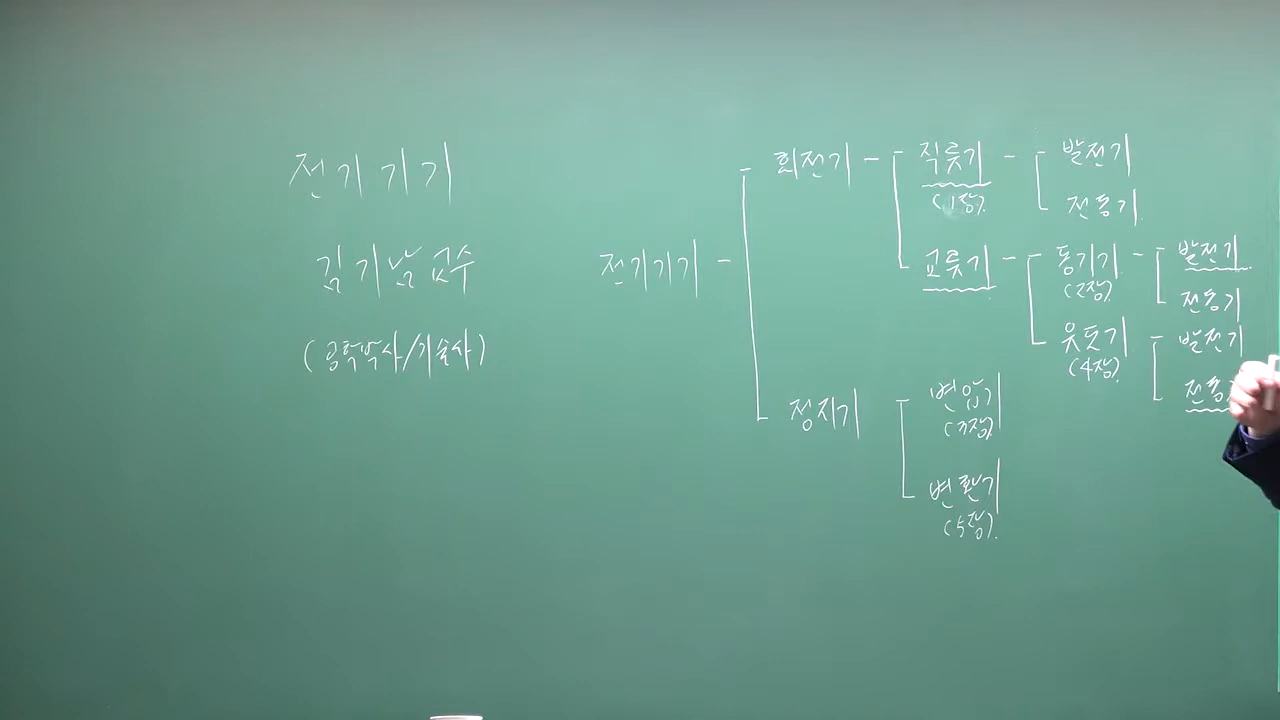 전기기기
김기남 교수
(공학박사/기술사)
전기기기
회전기
직류기
(1장)
발전기
전동기
교류기
동기기
(2장)
발전기
전동기
유도기
(4장)
발전기
전동
정지기
변압기
(3장)
변환기
(5장)